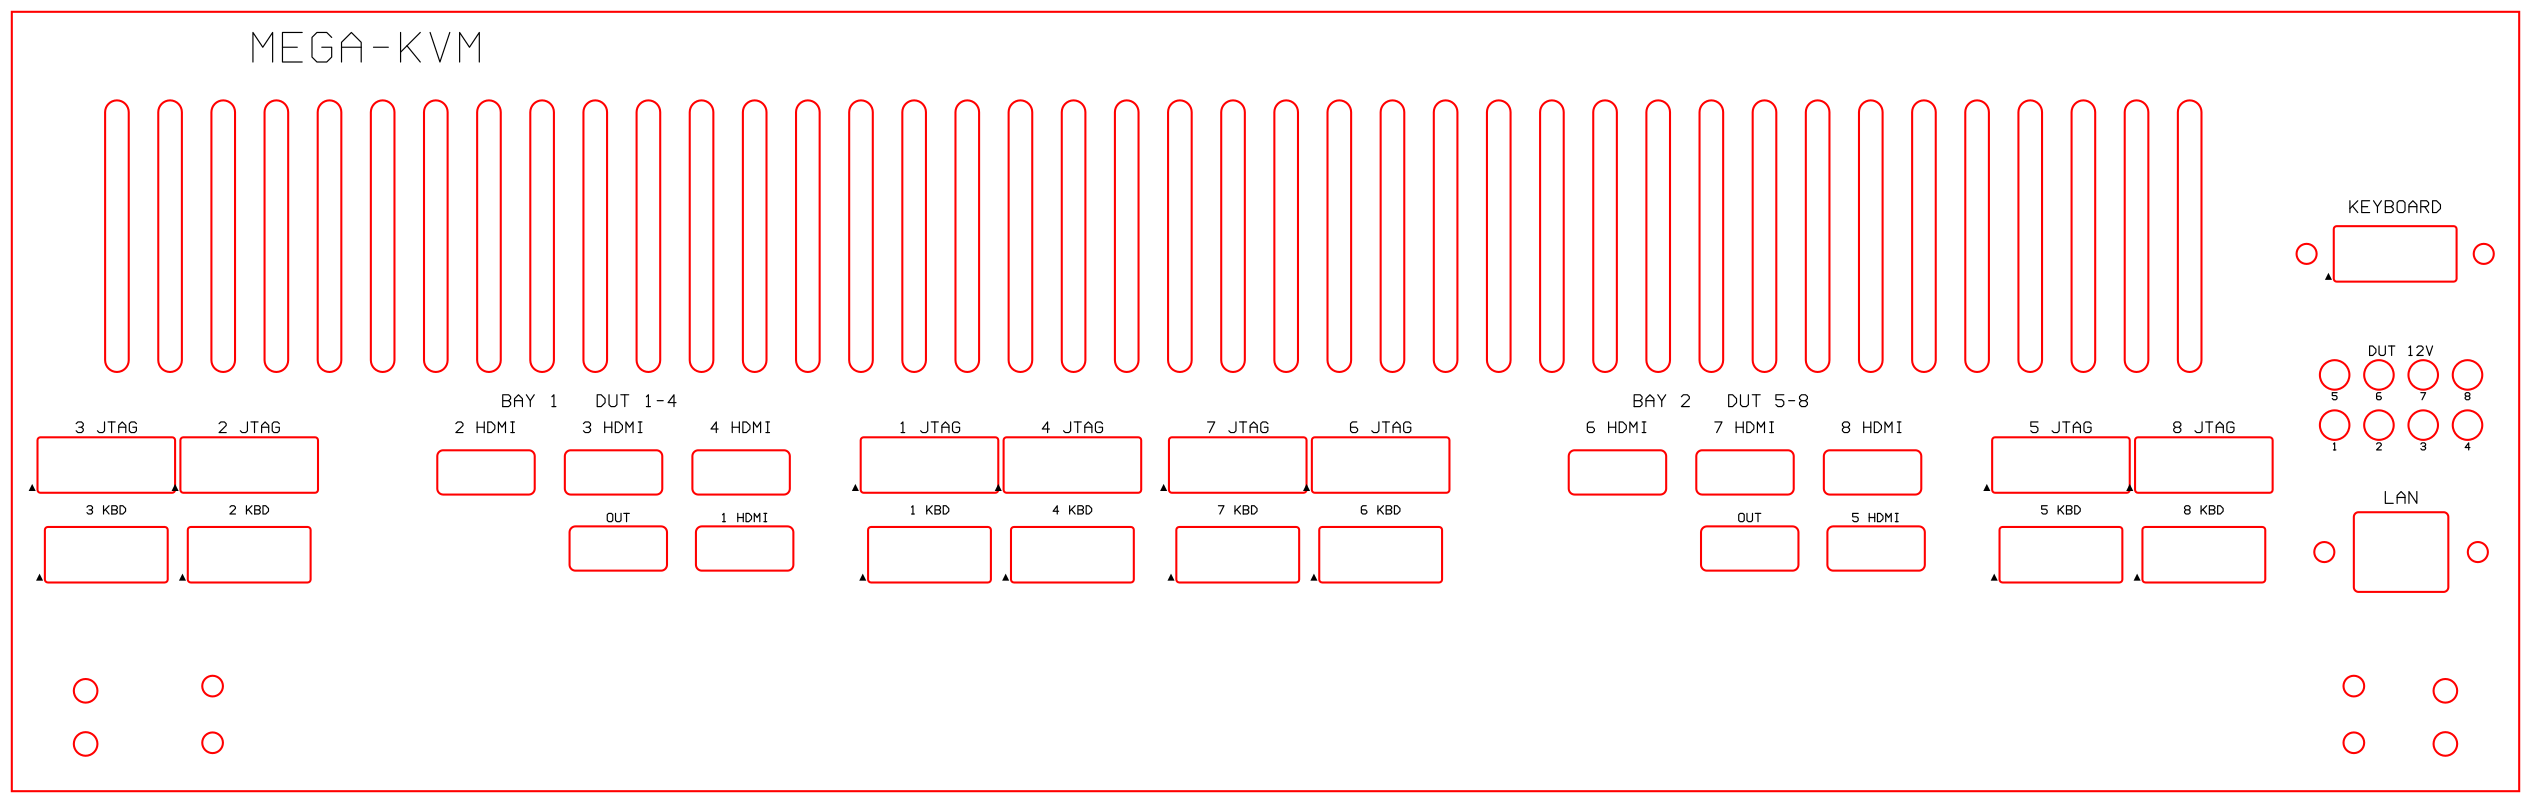 MEGA-KVM
KEYBOARD
DUT 12V
5 6 7 8
1 2 3 4
BAY 1 DUT 1-4 BAY 2 DUT 5-8
3 JTAG 2 JTAG 2 HDMI 3 HDMI 4 HDMI 1 JTAG 4 JTAG 7 JTAG 6 JTAG 6 HDMI 7 HDMI 8 HDMI 5 JTAG 8 JTAG
LAN
3 KBD 2 KBD OUT 1 HDMI 1 KBD 4 KBD 7 KBD 6 KBD OUT 5 HDMI 5 KBD 8 KBD